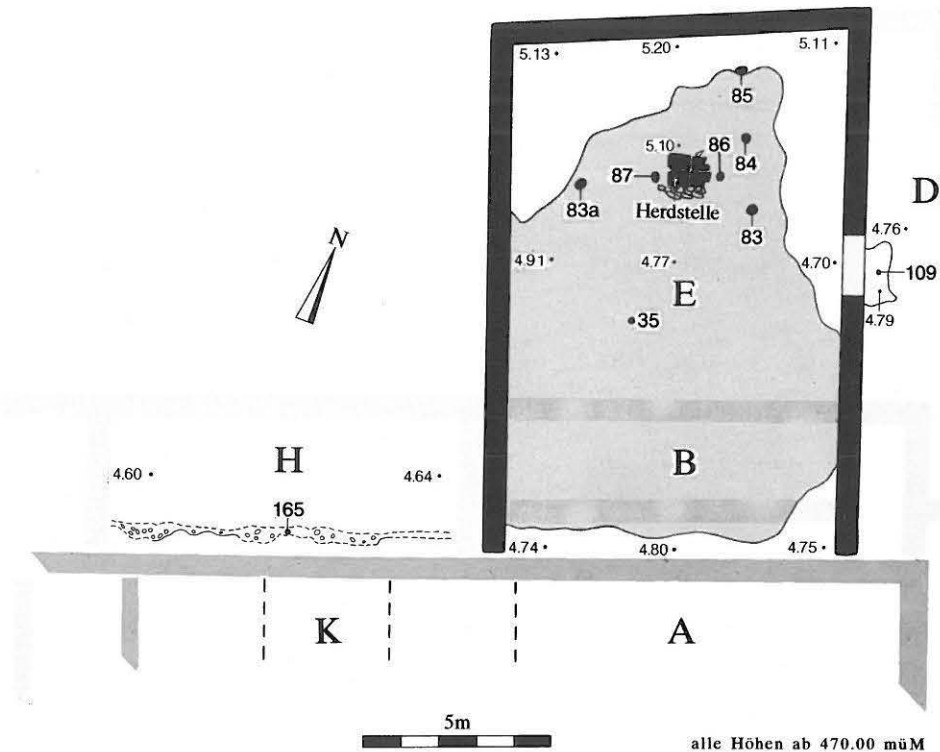 5.13 5.20 5.11
85
5.10 86 84
87
83a Herdstelle 83
D
N
4.76
4.91 4.77 4.70 109
E
4.79
35
H B
4.60 4.64
165
4.74 4.80 4.75
K A
5m
alle Höhen ab 470.00 müM